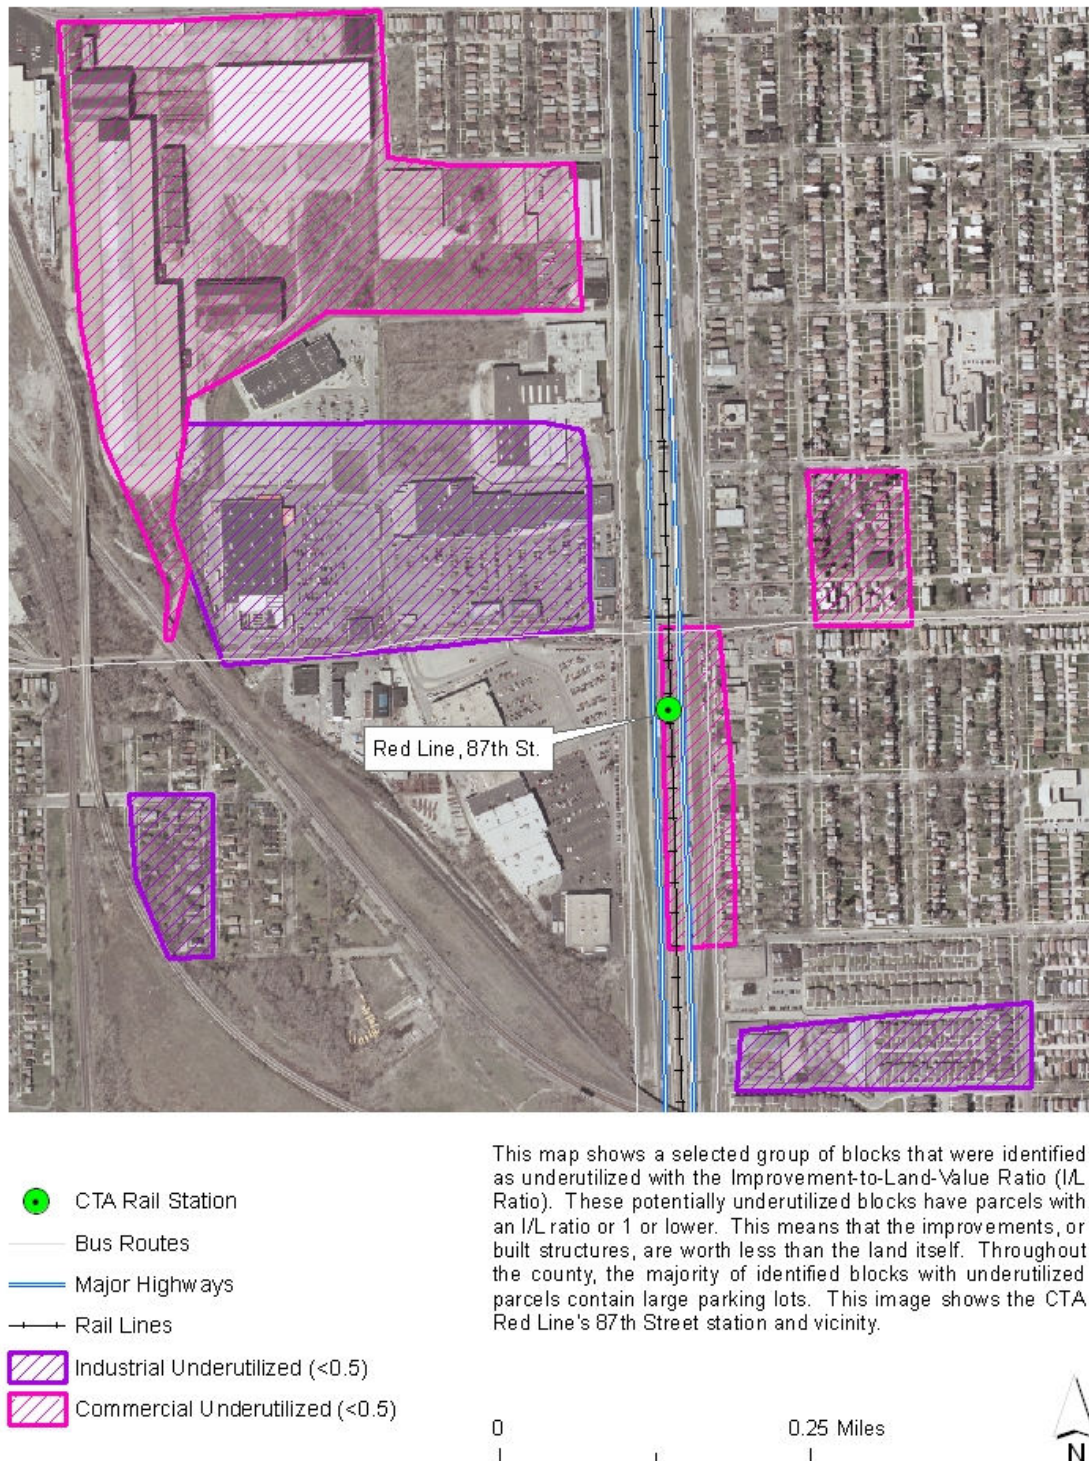 Red Line, 87th St.
CTA Rail Station
Bus Routes
Major Highways
Rail Lines
Industrial Underutilized (<0.5)
Commercial Underutilized (<0.5)
This map shows a selected group of blocks that were identified
as underutilized with the Improvement-to-Land-Value Ratio (I/L
Ratio). These potentially underutilized blocks have parcels with
an I/L ratio or 1 or lower. This means that the improvements, or
built structures, are worth less than the land itself. Throughout
the county, the majority of identified blocks with underutilized
parcels contain large parking lots. This image shows the CTA
Red Line's 87th Street station and vicinity.
0 0.25 Miles
N